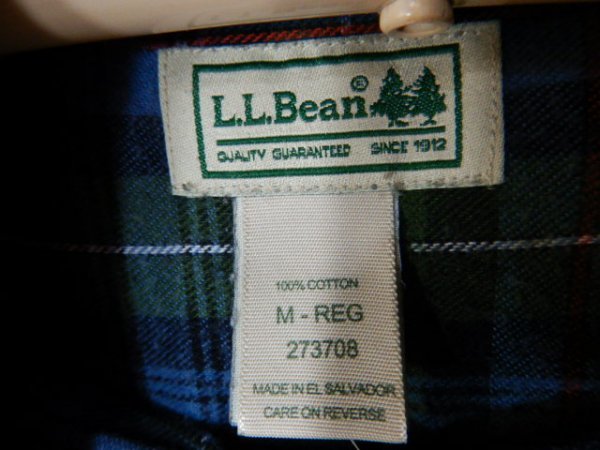 L.L.Bean®
QUALITY GUARANTEED SINCE 1912
100% COTTON
M - REG
273708
MADE IN EL SALVADOR
CARE ON REVERSE